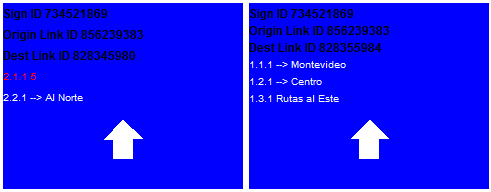 Sign ID 734521869
Origin Link ID 856239383
Dest Link ID 828345980
2.1.1 5
2.2.1 --> Al Norte
Sign ID 734521869
Origin Link ID 856239383
Dest Link ID 828355984
1.1.1 --> Montevideo
1.2.1 --> Centro
1.3.1 Rutas al Este